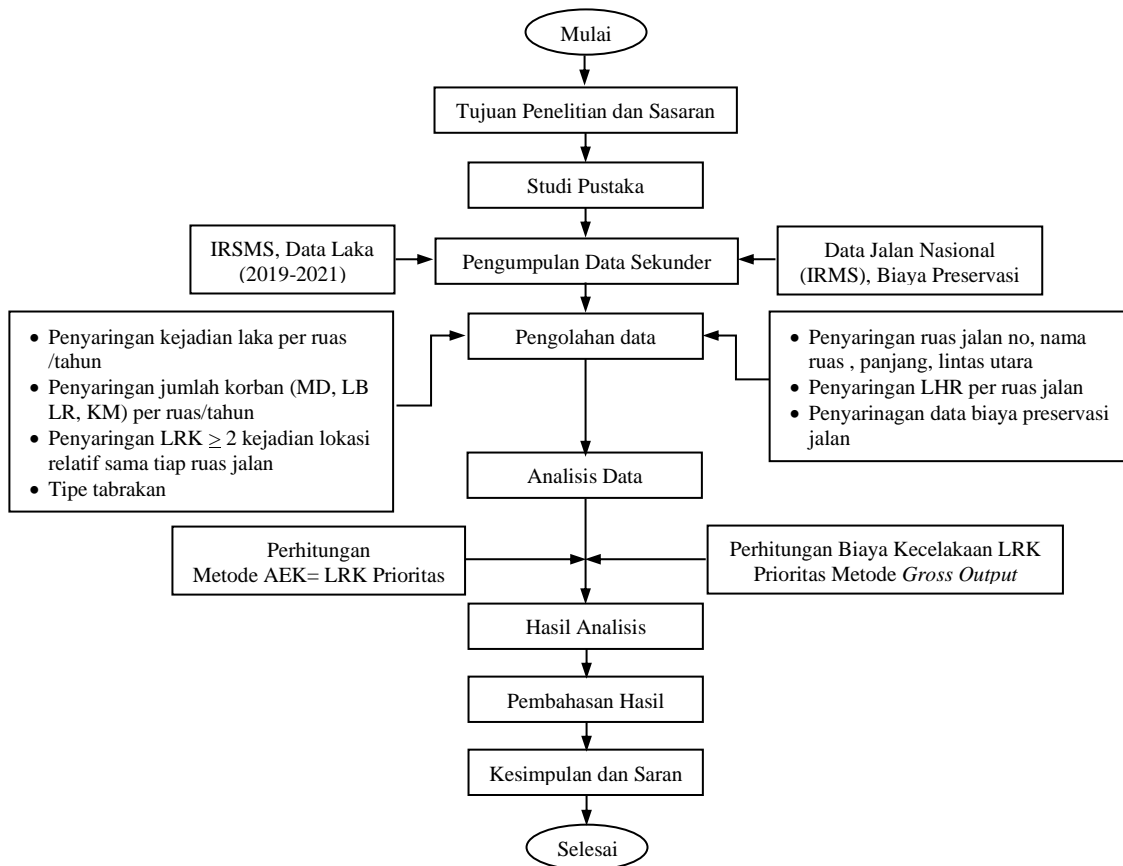 Mulai
Tujuan Penelitian dan Sasaran
Studi Pustaka
IRSMS, Data Laka
(2019-2021)
Pengumpulan Data Sekunder
Data Jalan Nasional
(IRMS), Biaya Preservasi
• Penyaringan kejadian laka per ruas
/tahun
• Penyaringan jumlah korban (MD, LB
LR, KM) per ruas/tahun
• Penyaringan LRK ≥ 2 kejadian lokasi
relatif sama tiap ruas jalan
• Tipe tabrakan
Pengolahan data
• Penyaringan ruas jalan no, nama
ruas , panjang, lintas utara
• Penyaringan LHR per ruas jalan
• Penyarinagan data biaya preservasi
jalan
Analisis Data
Perhitungan
Metode AEK= LRK Prioritas
Perhitungan Biaya Kecelakaan LRK
Prioritas Metode Gross Output
Hasil Analisis
Pembahasan Hasil
Kesimpulan dan Saran
Selesai